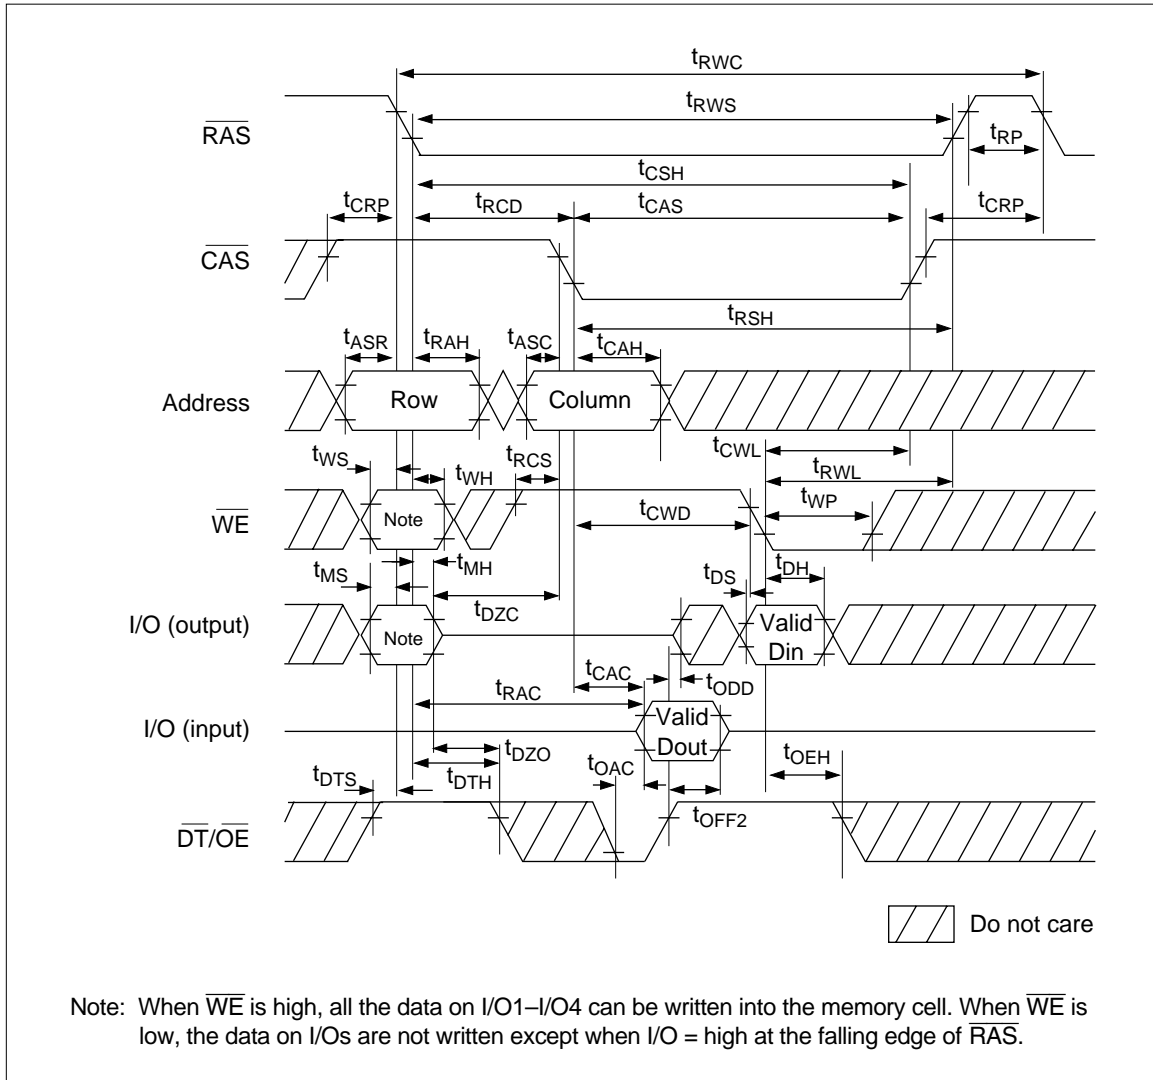 tRWC
tRWS
RAS
tRP
tCSH
tCRP
tRCD
tCAS
tCRP
CAS
tRSH
tASR
tRAH
tASC
tCAH
Address
Row
Column
tWS
tWH
tRCS
tCWL
tRWL
tWP
WE
Note
tCWD
tMS
tMH
tDS
tDH
tDZC
I/O (output)
Note
Valid
Din
tCAC
tODD
tRAC
I/O (input)
Valid
Dout
tDZO
tDTS
tDTH
tOAC
tOEH
tOFF2
DT/OE
Do not care
Note: When WE is high, all the data on I/O1–I/O4 can be written into the memory cell. When WE is
low, the data on I/Os are not written except when I/O = high at the falling edge of RAS.